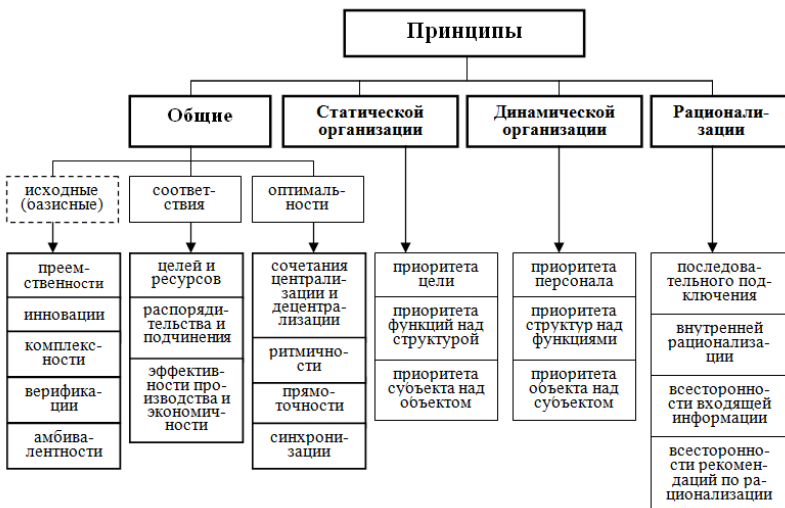 Принципы
Общие
Статической
организации
Динамической
организации
Рационали-
зации
исходные
(базисные)
соответ-
ствия
оптималь-
ности
преем-
ственности
инновации
комплекс-
ности
верифика-
ции
амбива-
лентности
целей и
ресурсов
распоряди-
тельства и
подчинения
эффектив-
ности про-
изводства и
экономич-
ности
сочетания
централи-
зации и
децентра-
лизации
ритмич-
ности
прямо-
точности
синхрони-
зации
приоритета
цели
приоритета
функций над
структурой
приоритета
субъекта над
объектом
приоритета
персонала
приоритета
структур над
функциями
приоритета
объекта над
субъектом
последова-
тельного под-
ключения
внутренней
рационализа-
ции
всесторонно-
сти входящей
информации
всесторонно-
сти рекомен-
даций по ра-
ционализации